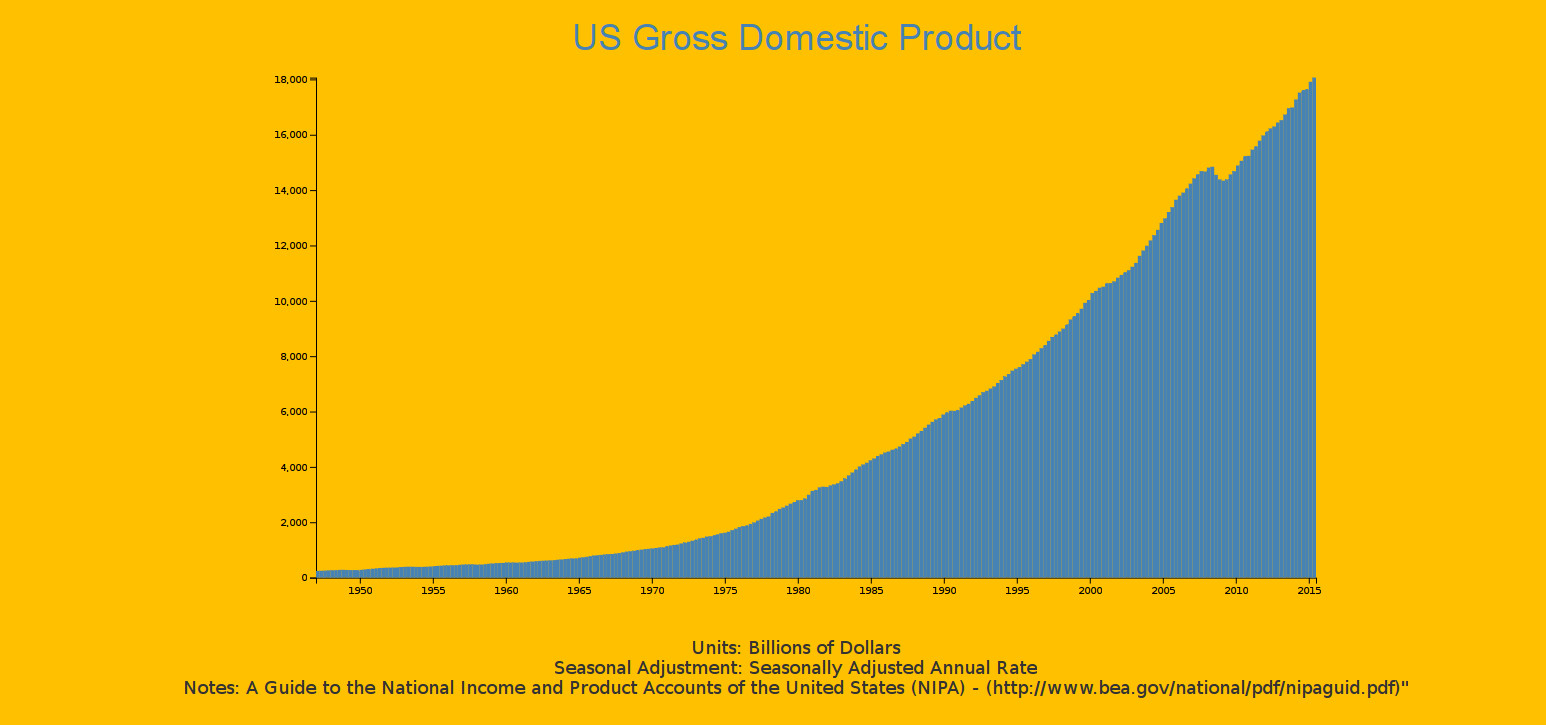 US Gross Domestic Product
18,000
16,000
14,000
12,000
10,000
8,000
6,000
4,000
2,000
0
1950 1955 1960 1965 1970 1975 1980 1985 1990 1995 2000 2005 2010 2015
Units: Billions of Dollars
Seasonal Adjustment: Seasonally Adjusted Annual Rate
Notes: A Guide to the National Income and Product Accounts of the United States (NIPA) - (http://www.bea.gov/national/pdf/nipaguid.pdf)"